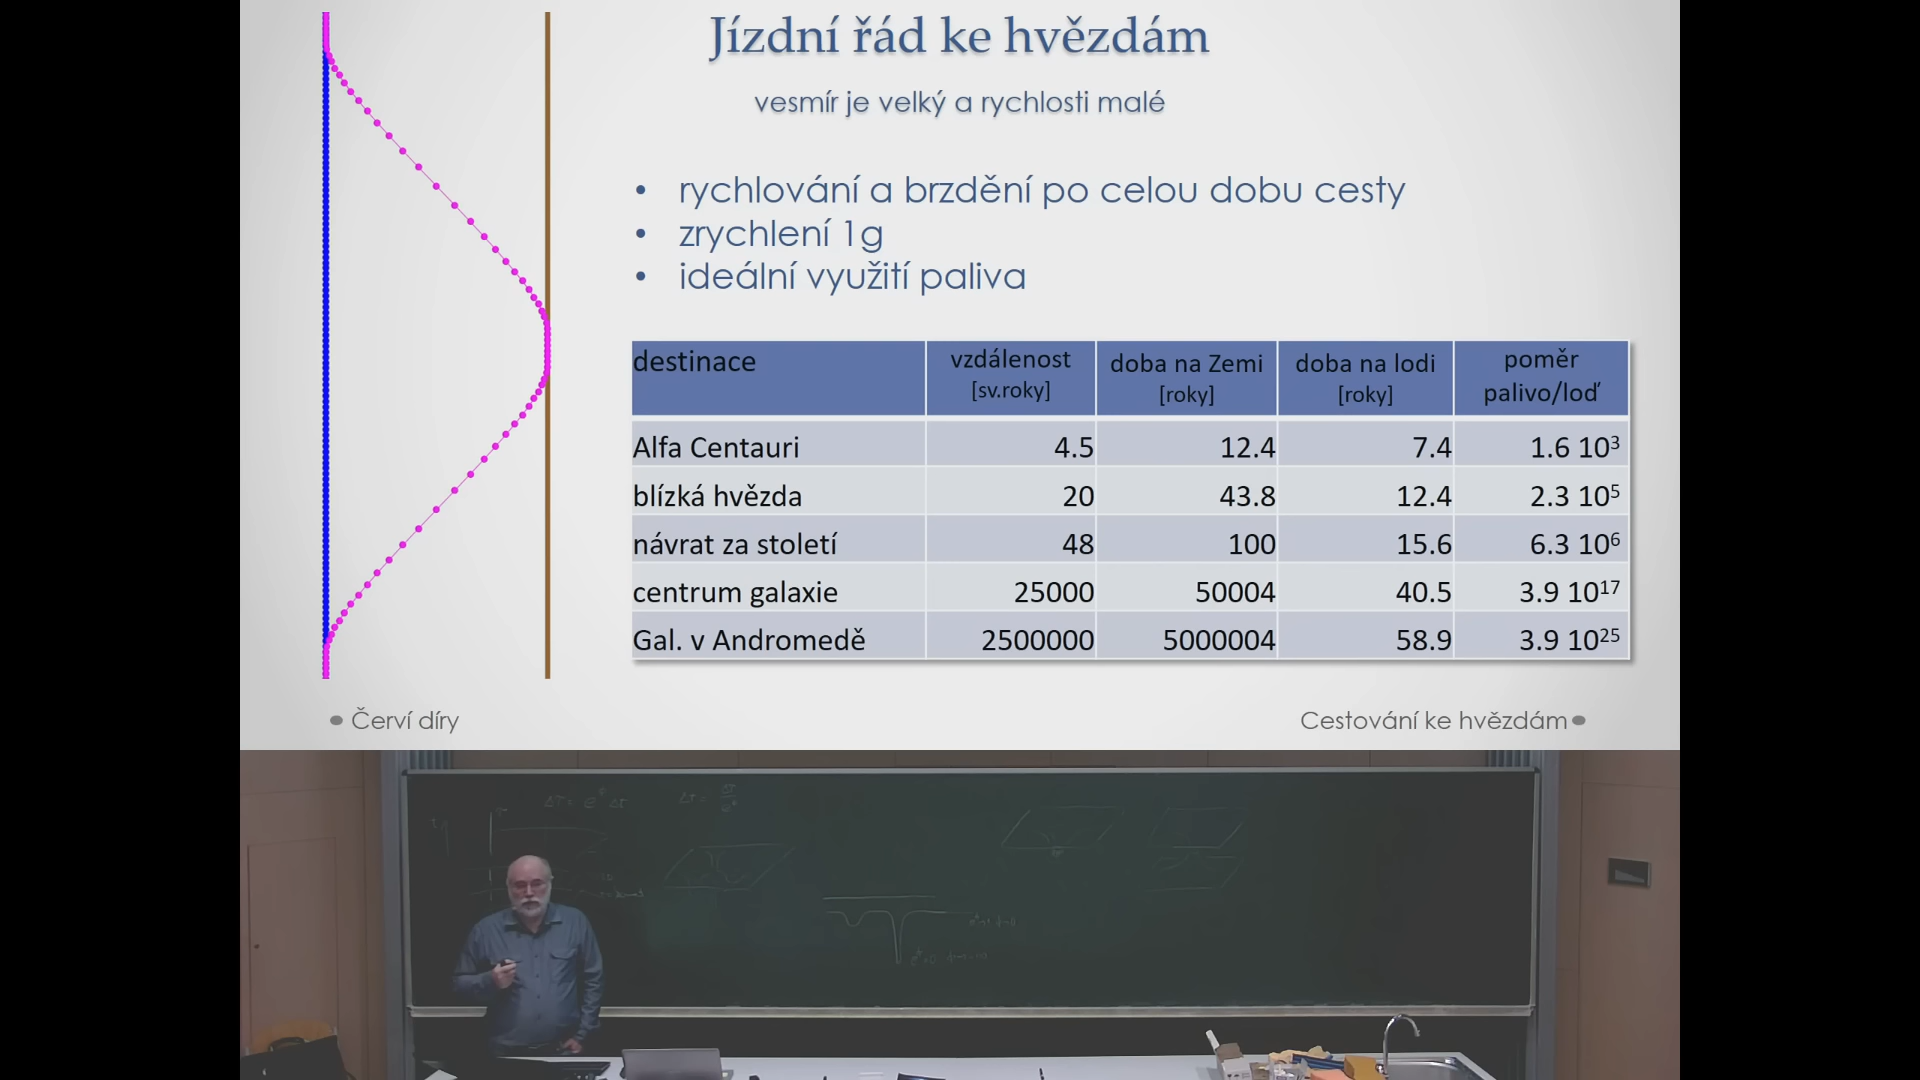 Jízdní řád ke hvězdám
vesmír je velký a rychlosti malé
• rychlování a brzdění po celou dobu cesty
• zrychlení 1g
• ideální využití paliva
destinace vzdálenost [sv.roky] doba na Zemi [roky] doba na lodi [roky] poměr palivo/loď
Alfa Centauri 4.5 12.4 7.4 1.6 10³
blízká hvězda 20 43.8 12.4 2.3 10⁵
návrat za století 48 100 15.6 6.3 10⁶
centrum galaxie 25000 50004 40.5 3.9 10¹⁷
Gal. v Andromedě 2500000 5000004 58.9 3.9 10²⁵
Červí díry
Cestování ke hvězdám